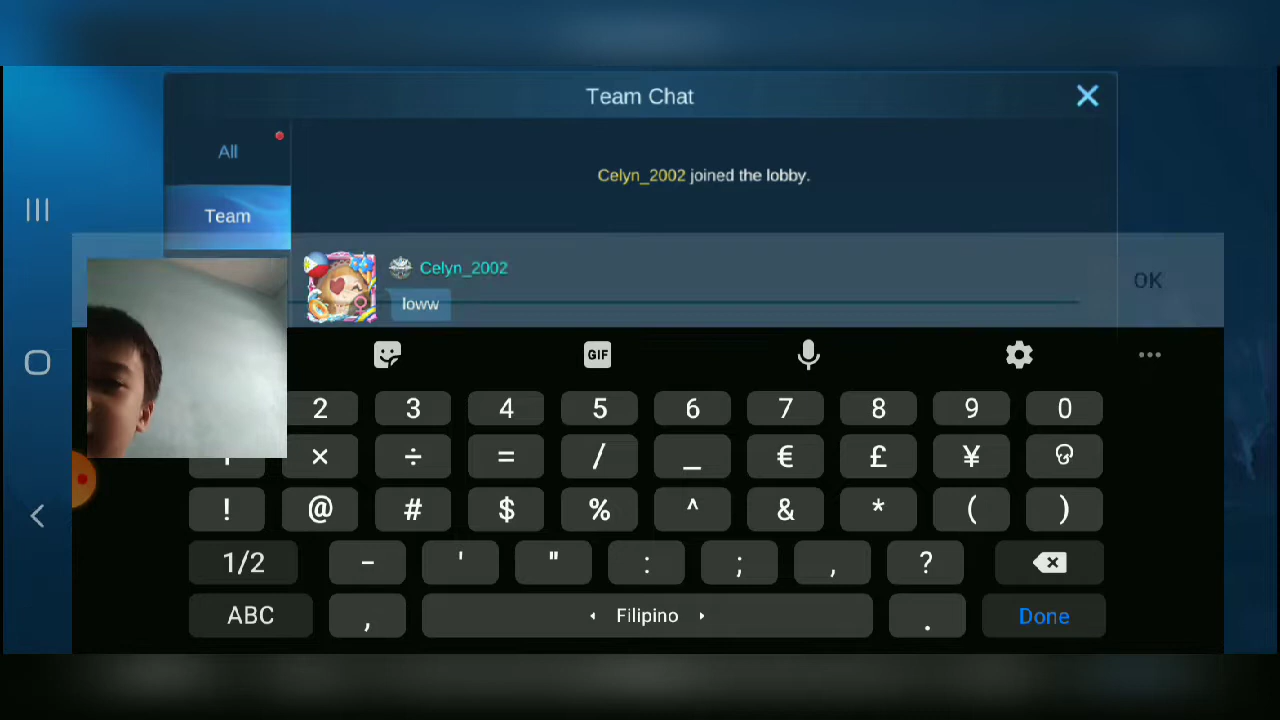 Team Chat
All
Celyn_2002 joined the lobby.
Team
Celyn_2002
OK
loww
GIF
2 3 4 5 6 7 8 9 0
× ÷ = / _ € £ ¥
! @ # $ % ^ & * ( )
1/2 - ' " : ; , ?
ABC , Filipino . Done